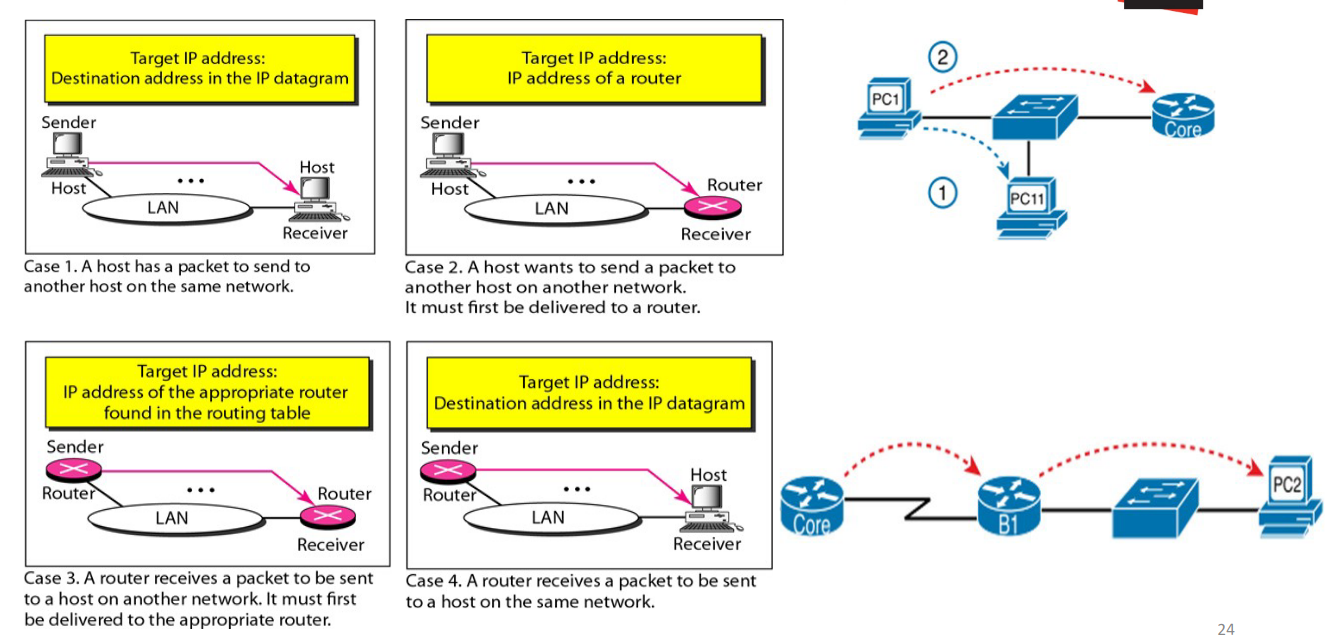 Target IP address:
Destination address in the IP datagram
Sender
Host
Host
LAN
Receiver
Case 1. A host has a packet to send to
another host on the same network.
Target IP address:
IP address of a router
Sender
Host
Router
LAN
Receiver
Case 2. A host wants to send a packet to
another host on another network.
It must first be delivered to a router.
2
PC1
Core
1
PC11
Target IP address:
IP address of the appropriate router
found in the routing table
Sender
Router
Router
LAN
Receiver
Case 3. A router receives a packet to be sent
to a host on another network. It must first
be delivered to the appropriate router.
Target IP address:
Destination address in the IP datagram
Sender
Host
Router
LAN
Receiver
Case 4. A router receives a packet to be sent
to a host on the same network.
Core
B1
PC2
24